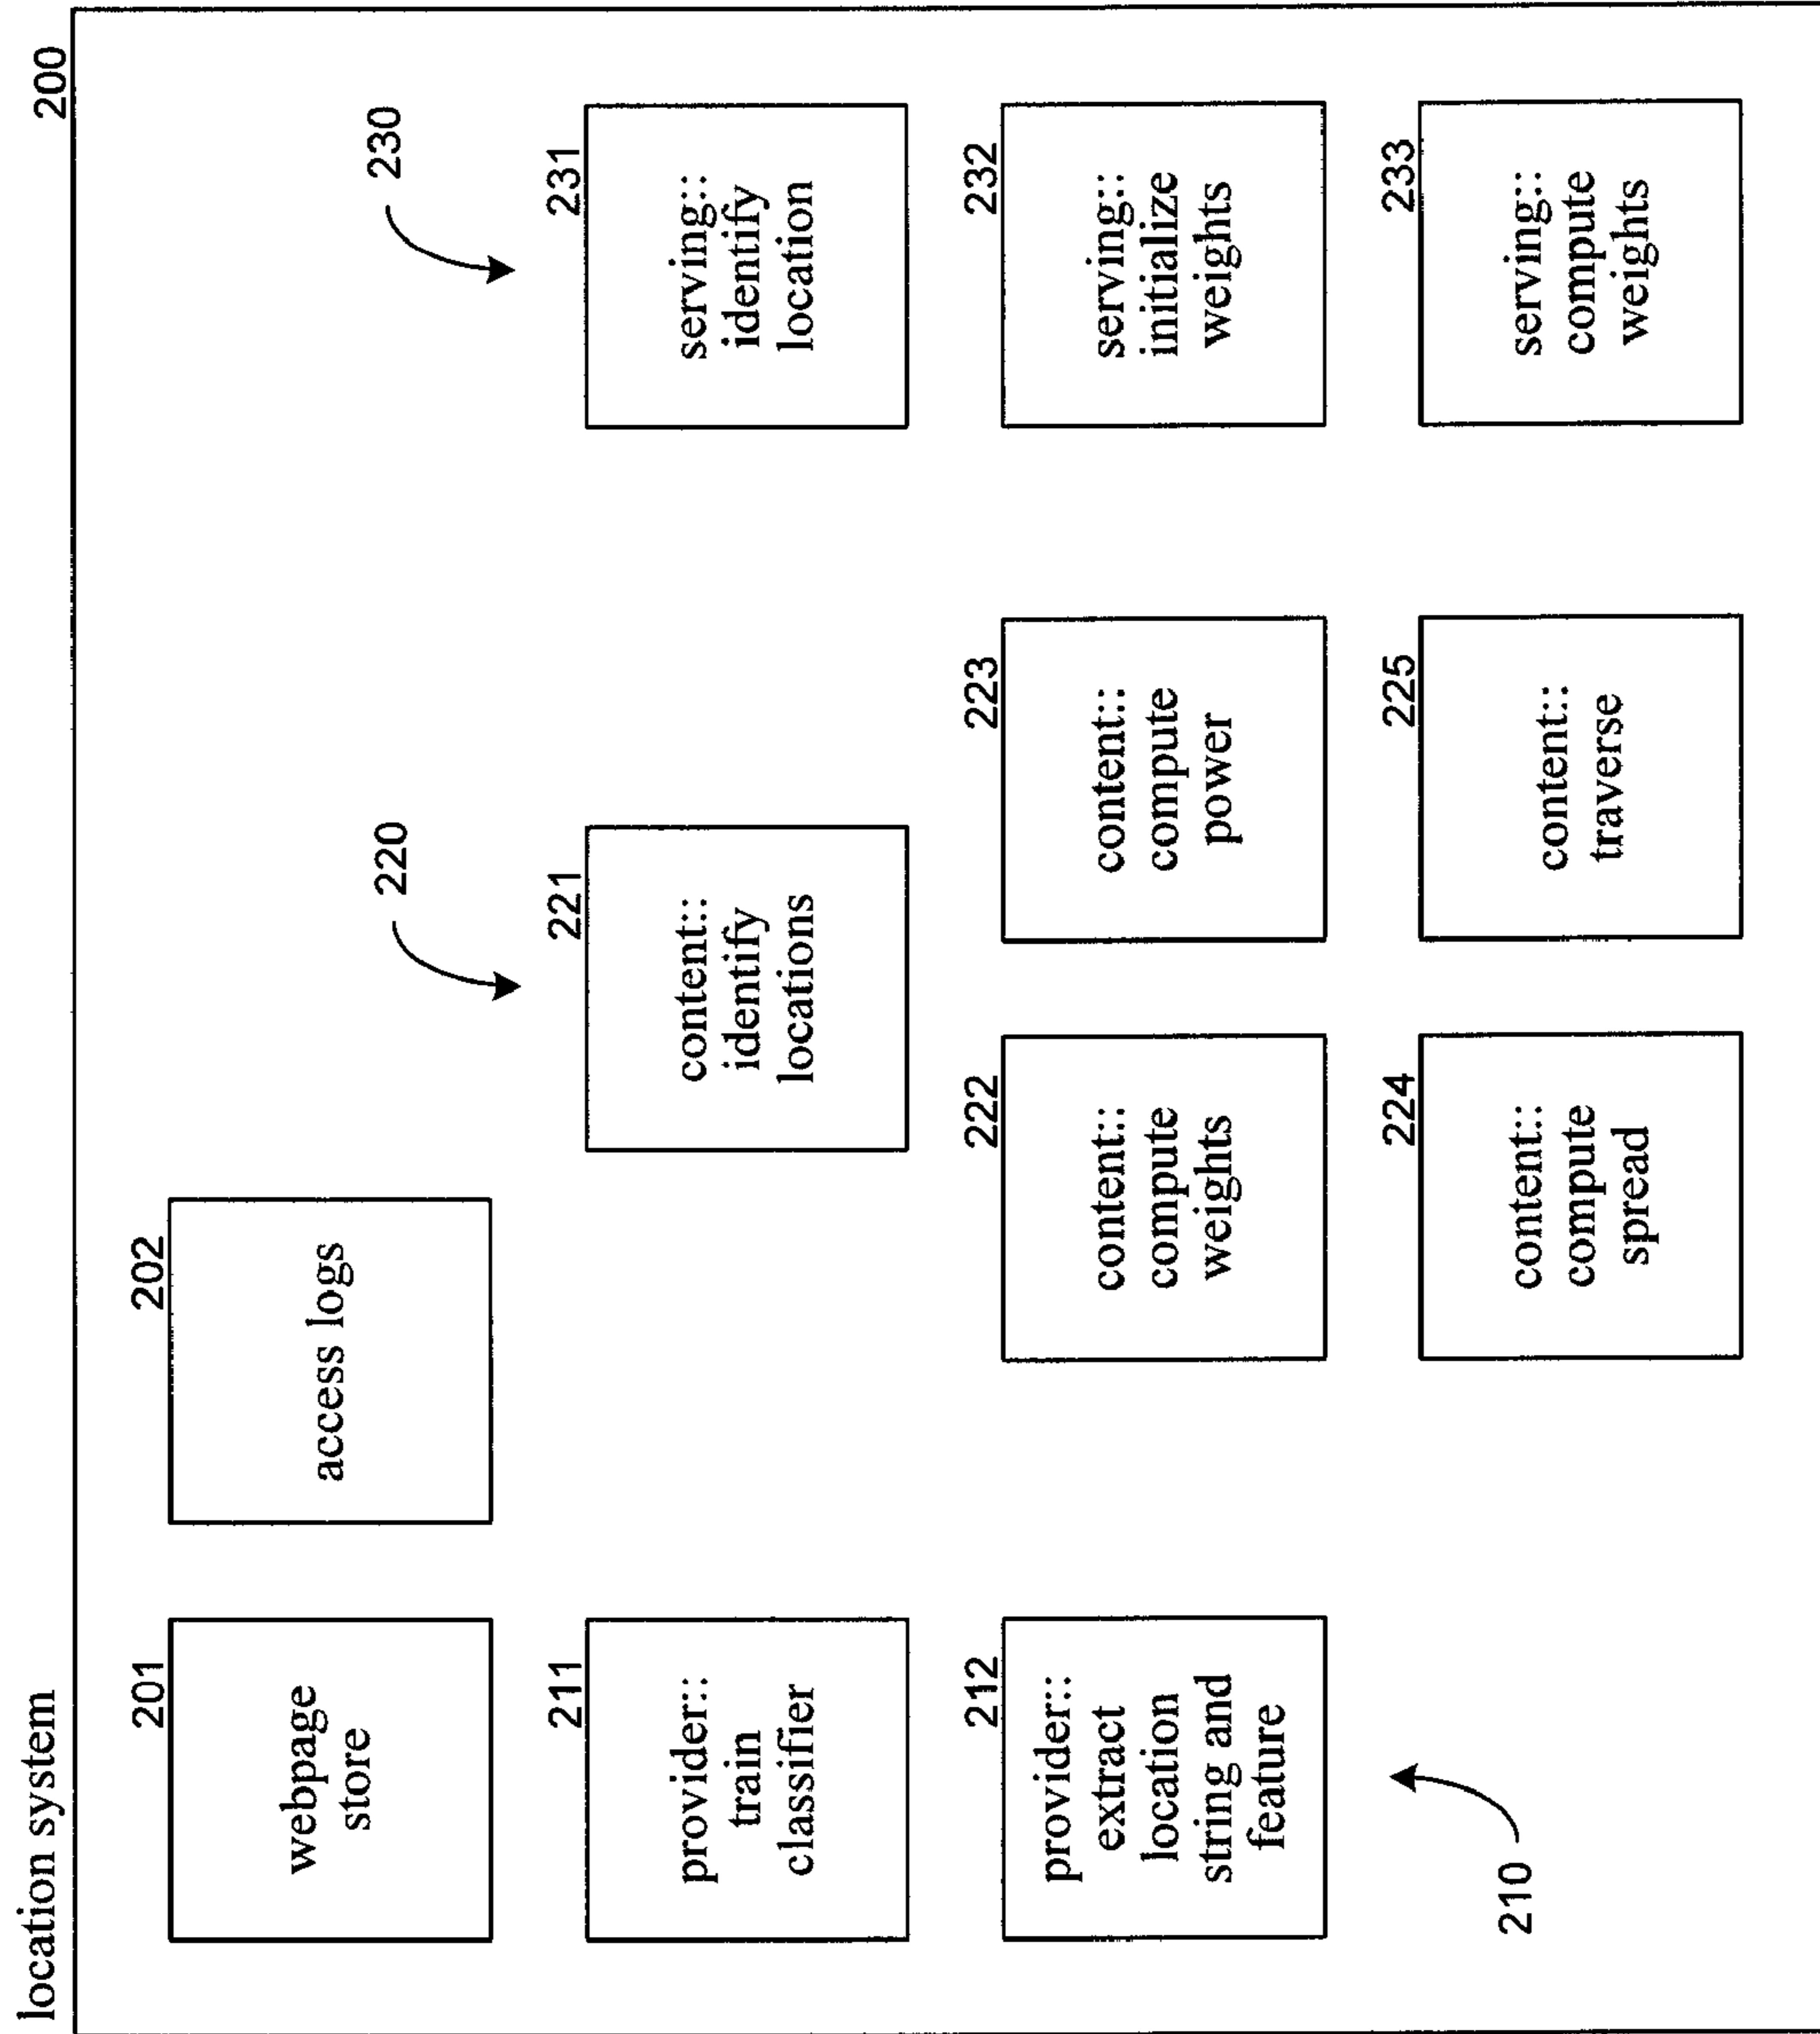 location system
200
201
webpage
store
202
access logs
230
220
211
provider::
train
classifier
221
content::
identify
locations
231
serving::
identify
location
212
provider::
extract
location
string and
feature
222
content::
compute
weights
223
content::
compute
power
232
serving::
initialize
weights
210
224
content::
compute
spread
225
content::
traverse
233
serving::
compute
weights